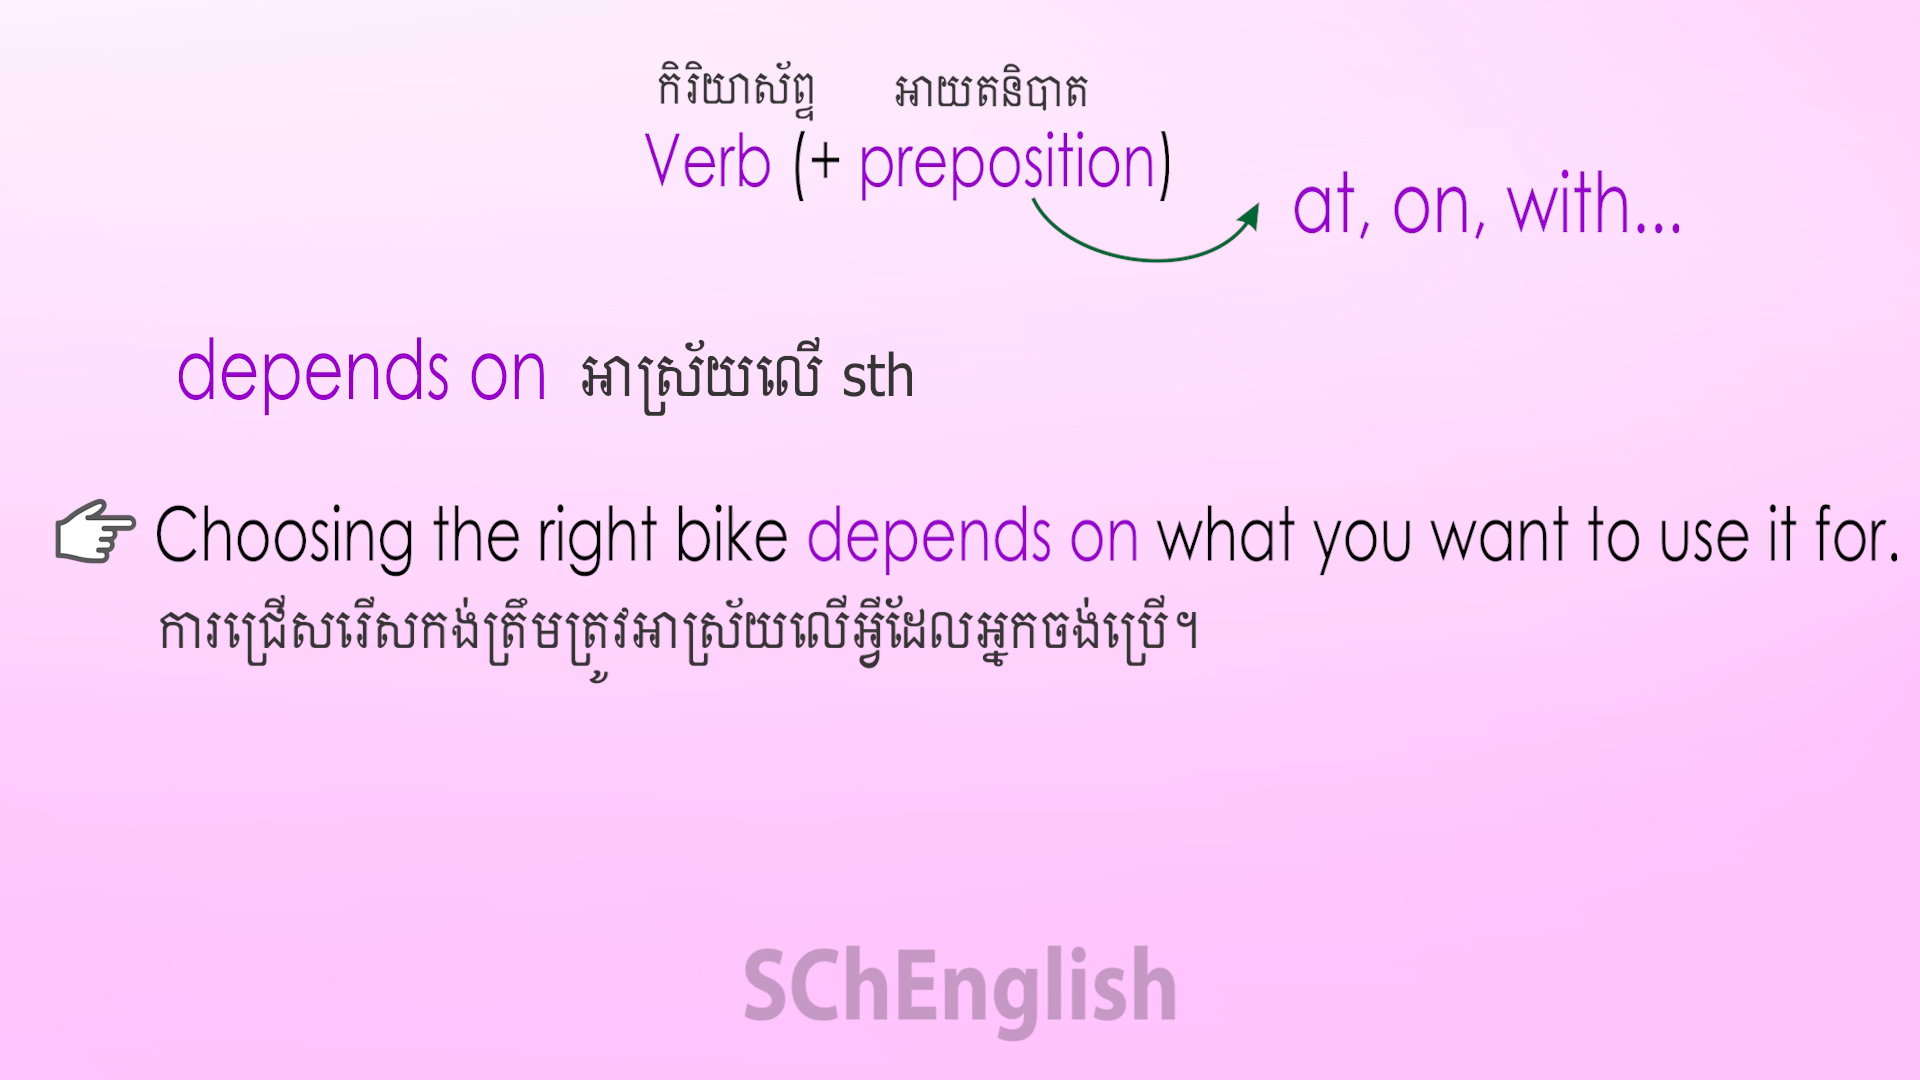 កិរិយាស័ព្ទ អាយតនិបាត
Verb (+ preposition)
at, on, with...
depends on អាស្រ័យលើ sth
Choosing the right bike depends on what you want to use it for.
ការជ្រើសរើសកង់ត្រឹមត្រូវអាស្រ័យលើអ្វីដែលអ្នកចង់ប្រើ។
SChEnglish